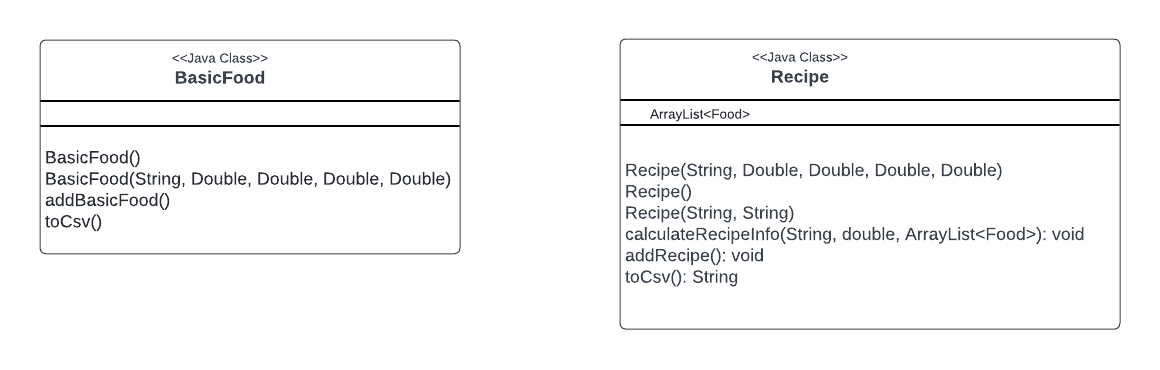 <<Java Class>>
BasicFood
BasicFood()
BasicFood(String, Double, Double, Double, Double)
addBasicFood()
toCsv()
<<Java Class>>
Recipe
ArrayList<Food>
Recipe(String, Double, Double, Double, Double)
Recipe()
Recipe(String, String)
calculateRecipeInfo(String, double, ArrayList<Food>): void
addRecipe(): void
toCsv(): String